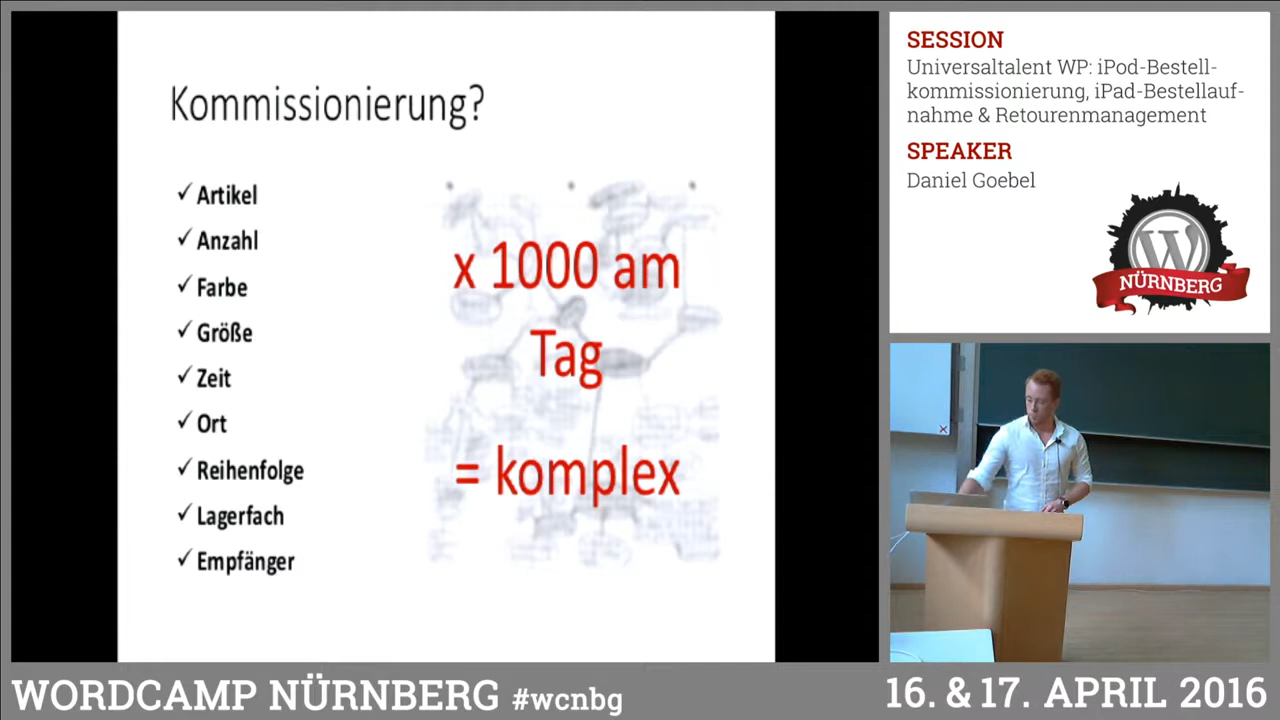 Kommissionierung?
✓ Artikel
✓ Anzahl
✓ Farbe
✓ Größe
✓ Zeit
✓ Ort
✓ Reihenfolge
✓ Lagerfach
✓ Empfänger
x 1000 am
Tag
= komplex
SESSION
Universaltalent WP: iPod-Bestell-
kommissionierung, iPad-Bestellauf-
nahme & Retourenmanagement
SPEAKER
Daniel Goebel
W
NÜRNBERG
WORDCAMP NÜRNBERG #wcnbg
16. & 17. APRIL 2016